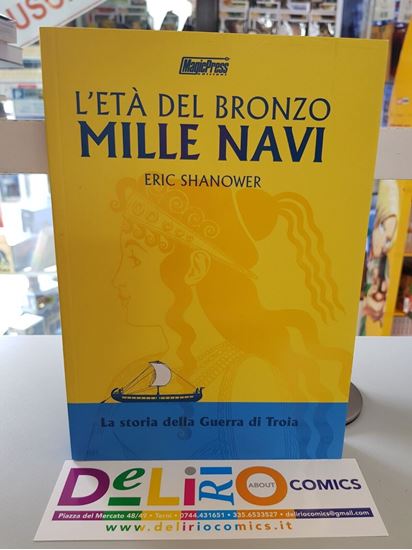 MagicPress
L'ETÀ DEL BRONZO
MILLE NAVI
ERIC SHANOWER
La storia della Guerra di Troia
DeLIRIO ABOUT COMICS
Piazza del Mercato 48/49 • Terni • 0744.431651 • 335.6533527 • deliriocomics@gmail.com
www.deliriocomics.it